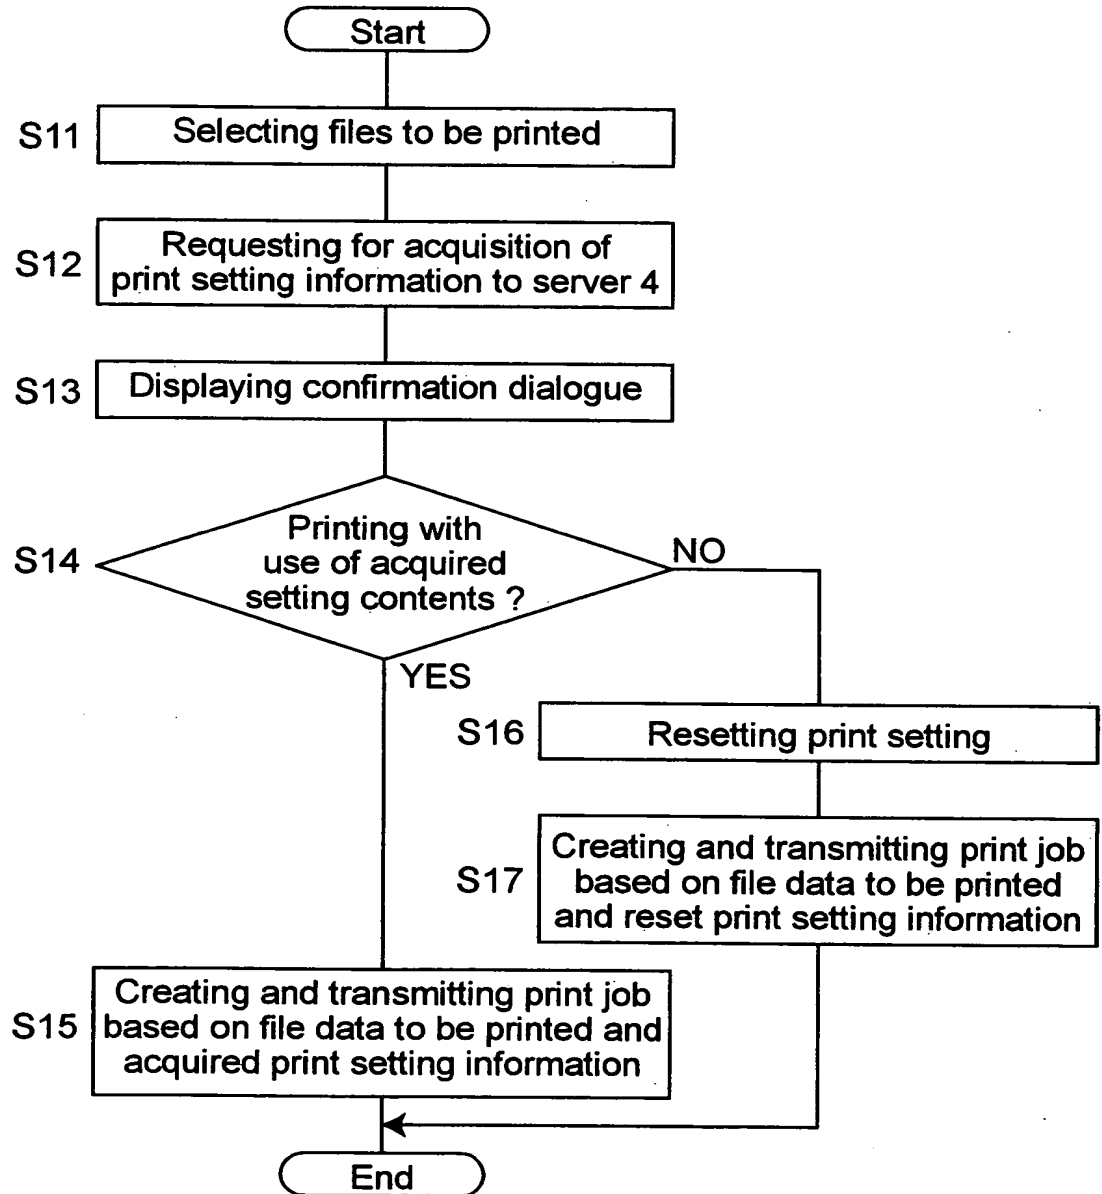 Start
S11
Selecting files to be printed
S12
Requesting for acquisition of
print setting information to server 4
S13
Displaying confirmation dialogue
S14
Printing with
use of acquired
setting contents ?
NO
YES
S16
Resetting print setting
S17
Creating and transmitting print job
based on file data to be printed
and reset print setting information
S15
Creating and transmitting print job
based on file data to be printed and
acquired print setting information
End